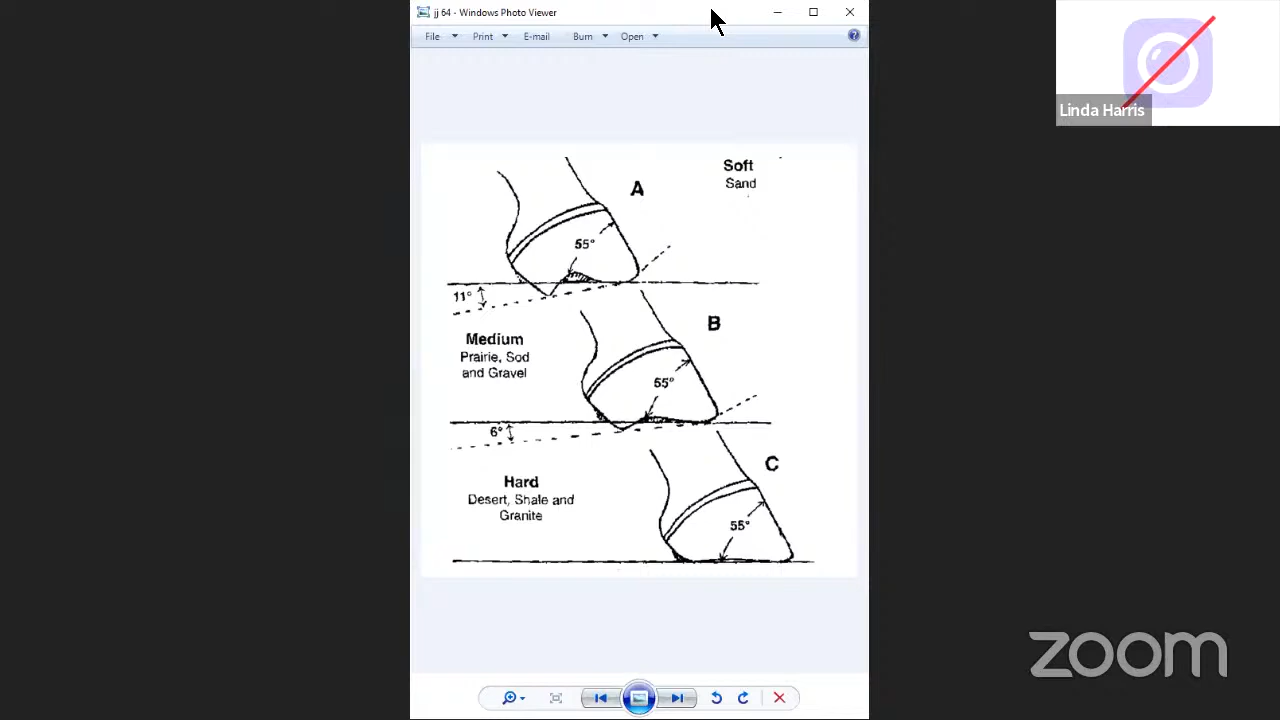 jj 64 - Windows Photo Viewer
File Print E-mail Burn Open
Linda Harris
Soft
Sand
A
55°
11°
B
Medium
Prairie, Sod
and Gravel
55°
6°
C
Hard
Desert, Shale and
Granite
55°
zoom